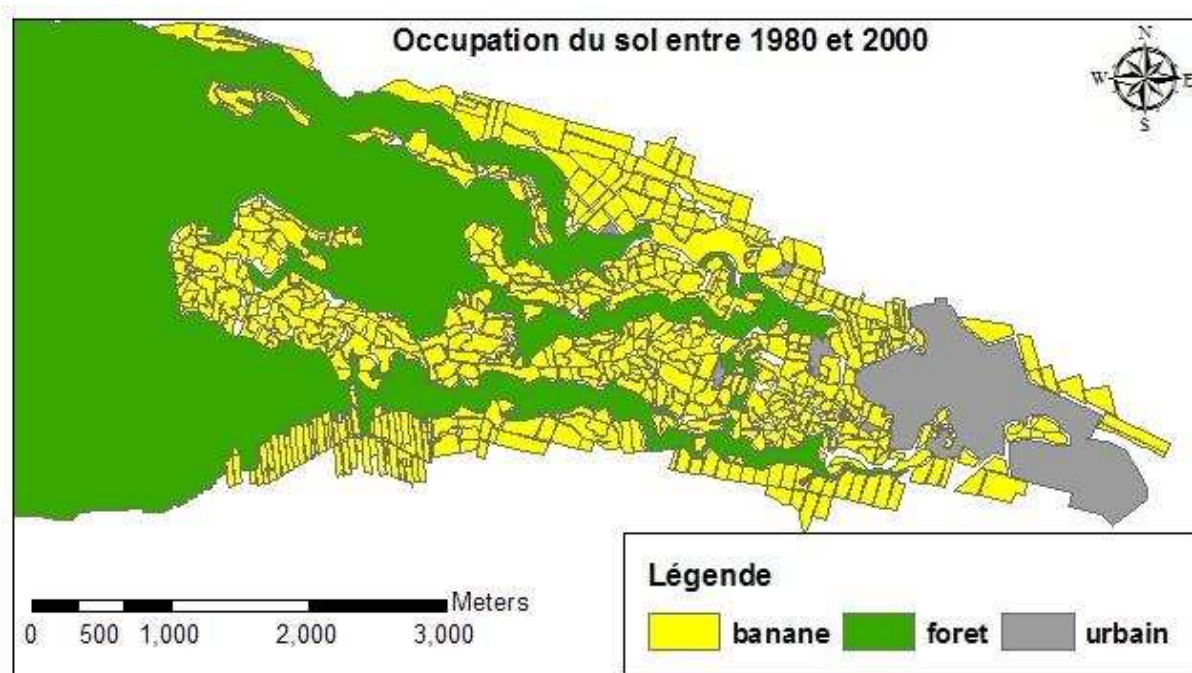 Occupation du sol entre 1980 et 2000
N
W E
S
Légende
banane foret urbain
Meters
0 500 1,000 2,000 3,000